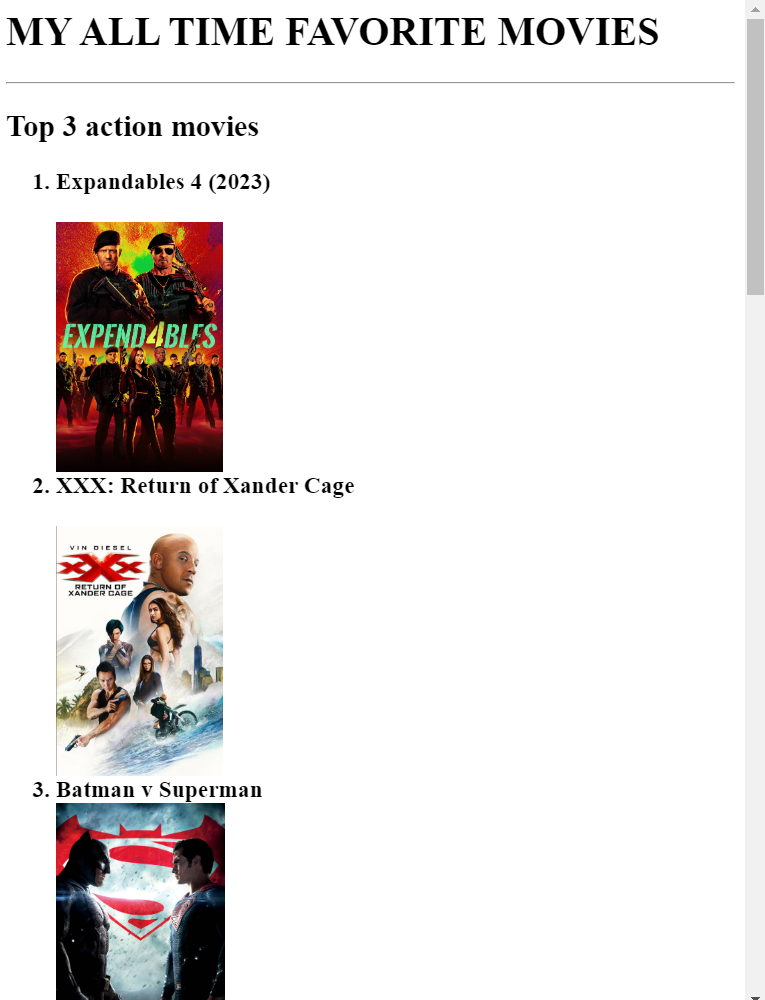 MY ALL TIME FAVORITE MOVIES
Top 3 action movies
1. Expandables 4 (2023)
EXPEND4BLES
2. XXX: Return of Xander Cage
VIN DIESEL
xXx
RETURN OF
XANDER CAGE
3. Batman v Superman